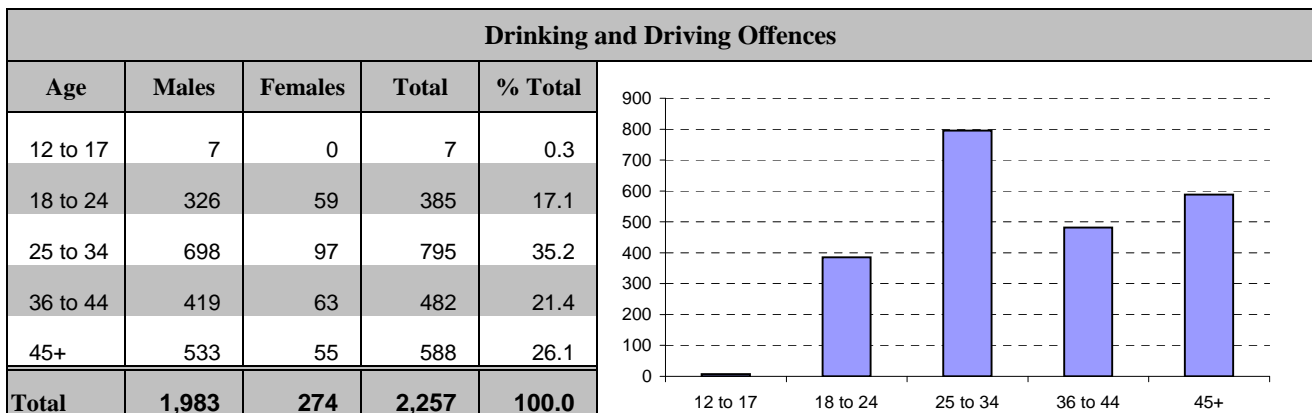 Drinking and Driving Offences
Age Males Females Total % Total
12 to 17 7 0 7 0.3
18 to 24 326 59 385 17.1
25 to 34 698 97 795 35.2
36 to 44 419 63 482 21.4
45+ 533 55 588 26.1
Total 1,983 274 2,257 100.0
900
800
700
600
500
400
300
200
100
0
12 to 17 18 to 24 25 to 34 36 to 44 45+